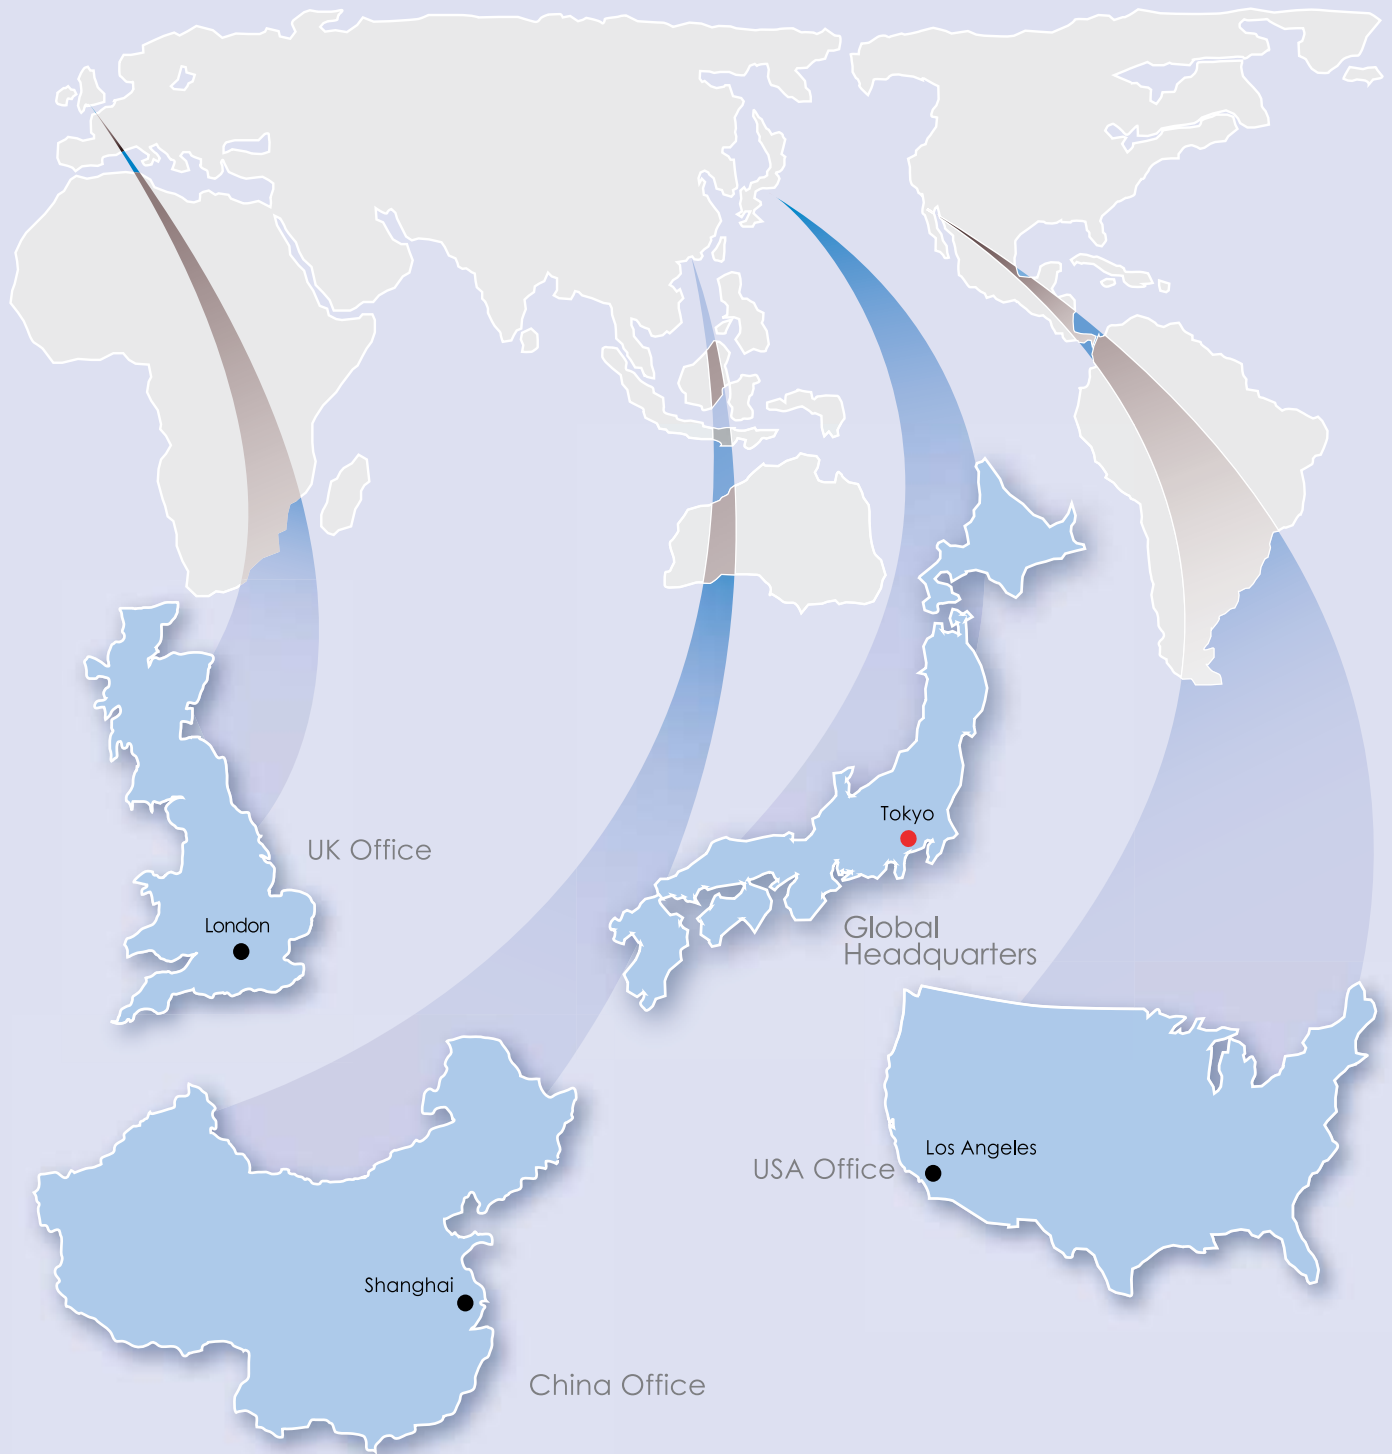 Tokyo
UK Office
London
Global
Headquarters
Los Angeles
USA Office
Shanghai
China Office